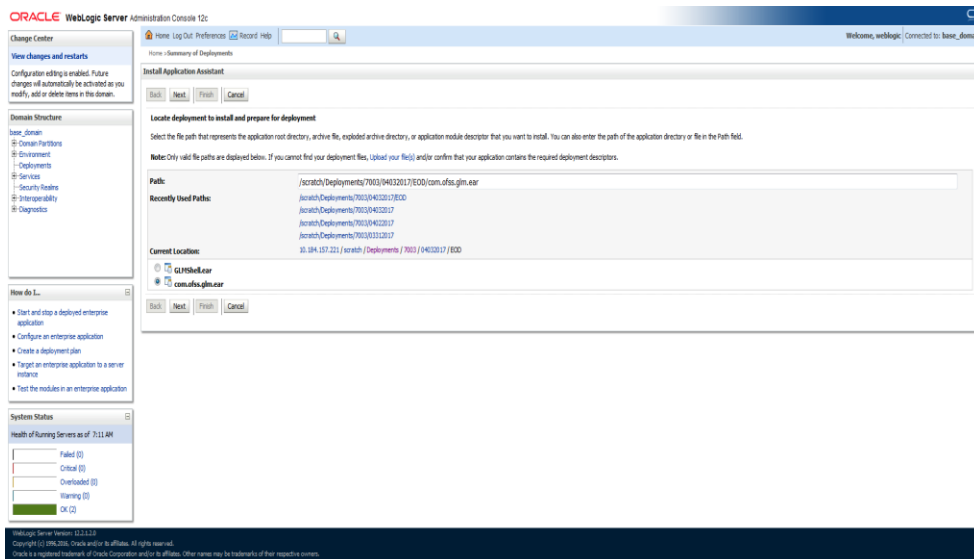 ORACLE WebLogic Server Administration Console 12c
Change Center
View changes and restarts
Configuration editing is enabled. Future
changes will automatically be activated as you
modify, add or delete items in this domain.
Domain Structure
base_domain
Domain Partitions
Environment
Deployments
Services
Security Realms
Interoperability
Diagnostics
How do I...
Start and stop a deployed enterprise
application
Configure an enterprise application
Create a deployment plan
Target an enterprise application to a server
instance
Test the modules in an enterprise application
System Status
Health of Running Servers as of 7:11 AM
Failed (0)
Critical (0)
Overloaded (0)
Warning (0)
OK (2)
Home Log Out Preferences Record Help
Welcome, weblogic Connected to: base_doma
Home >Summary of Deployments
Install Application Assistant
Back Next Finish Cancel
Locate deployment to install and prepare for deployment
Select the file path that represents the application root directory, archive file, exploded archive directory, or application module descriptor that you want to install. You can also enter the path of the application directory or file in the Path field.
Note: Only valid file paths are displayed below. If you cannot find your deployment files, Upload your file(s) and/or confirm that your application contains the required deployment descriptors.
Path: /scratch/Deployments/7003/04032017/EOD/com.ofss.glm.ear
Recently Used Paths: /scratch/Deployments/7003/04032017/EOD
/scratch/Deployments/7003/04032017
/scratch/Deployments/7003/04022017
/scratch/Deployments/7003/03312017
Current Location: 10.184.157.221 / scratch / Deployments / 7003 / 04032017 / EOD
GLMShell.ear
com.ofss.glm.ear
Back Next Finish Cancel
WebLogic Server Version: 12.2.1.2.0
Copyright (c) 1996,2016, Oracle and/or its affiliates. All rights reserved.
Oracle is a registered trademark of Oracle Corporation and/or its affiliates. Other names may be trademarks of their respective owners.